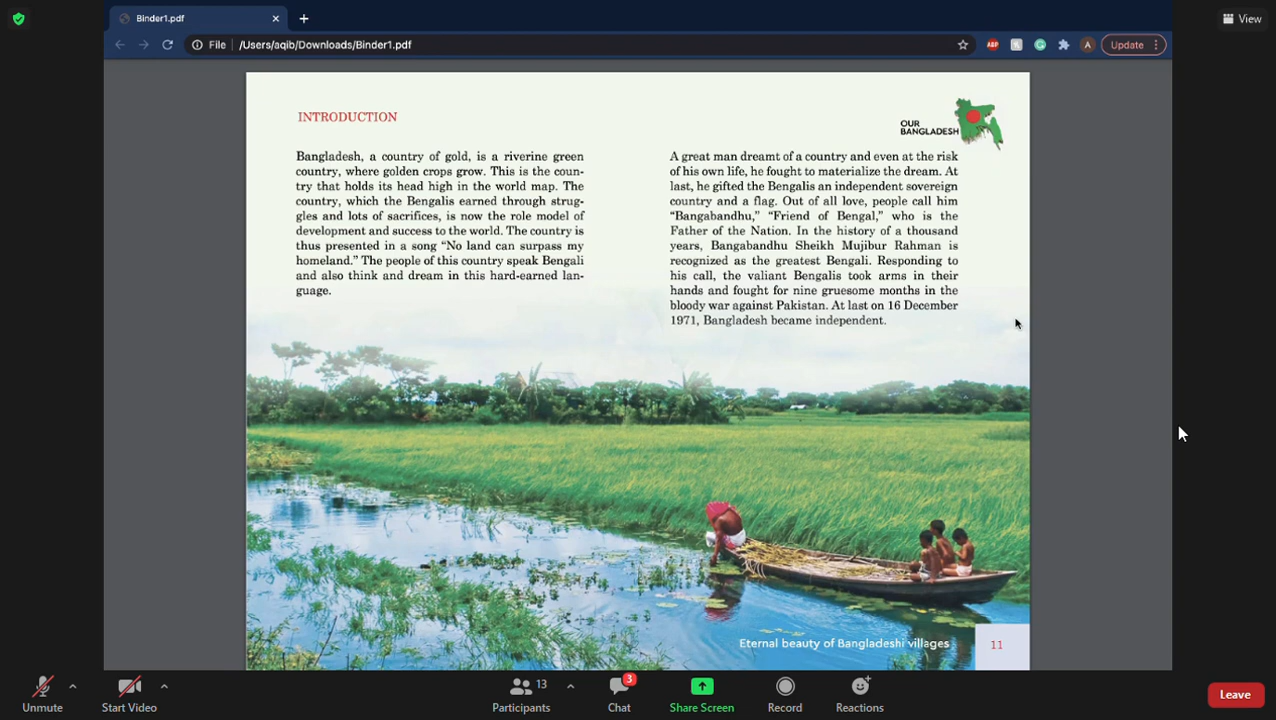 Binder1.pdf
File
/Users/aqib/Downloads/Binder1.pdf
ABP
A
Update
View
INTRODUCTION
OUR
BANGLADESH
Bangladesh, a country of gold, is a riverine green
country, where golden crops grow. This is the coun-
try that holds its head high in the world map. The
country, which the Bengalis earned through strug-
gles and lots of sacrifices, is now the role model of
development and success to the world. The country is
thus presented in a song “No land can surpass my
homeland.” The people of this country speak Bengali
and also think and dream in this hard-earned lan-
guage.
A great man dreamt of a country and even at the risk
of his own life, he fought to materialize the dream. At
last, he gifted the Bengalis an independent sovereign
country and a flag. Out of all love, people call him
“Bangabandhu,” “Friend of Bengal,” who is the
Father of the Nation. In the history of a thousand
years, Bangabandhu Sheikh Mujibur Rahman is
recognized as the greatest Bengali. Responding to
his call, the valiant Bengalis took arms in their
hands and fought for nine gruesome months in the
bloody war against Pakistan. At last on 16 December
1971, Bangladesh became independent.
Eternal beauty of Bangladeshi villages
11
Unmute
Start Video
13
Participants
3
Chat
Share Screen
Record
Reactions
Leave